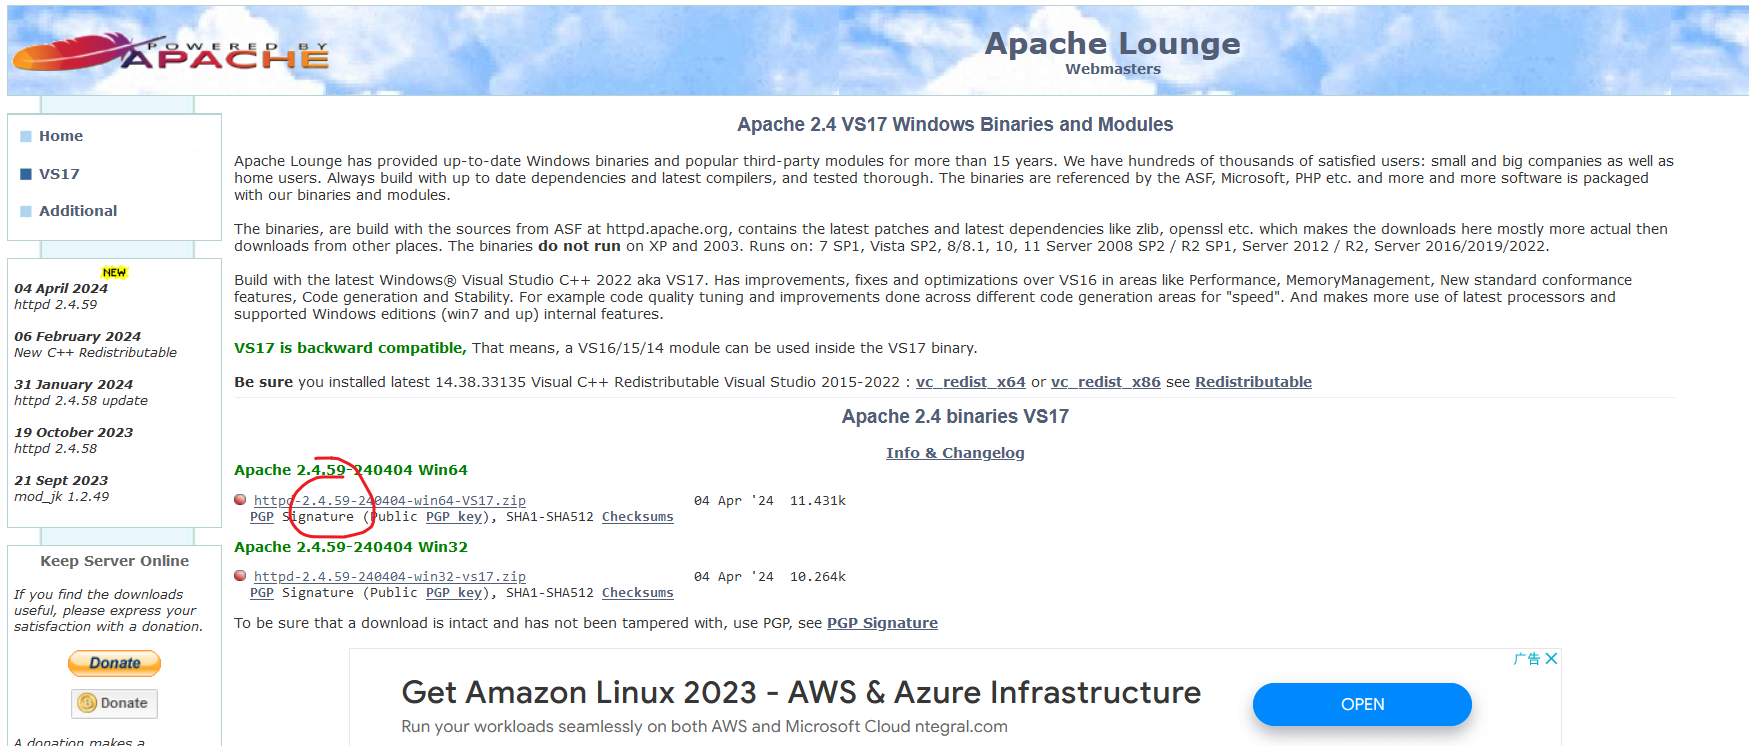 POWERED BY
APACHE
Apache Lounge
Webmasters
Home
VS17
Additional
NEW
04 April 2024
httpd 2.4.59
06 February 2024
New C++ Redistributable
31 January 2024
httpd 2.4.58 update
19 October 2023
httpd 2.4.58
21 Sept 2023
mod_jk 1.2.49
Keep Server Online
If you find the downloads
useful, please express your
satisfaction with a donation.
Donate
Donate
A donation makes a
Apache 2.4 VS17 Windows Binaries and Modules
Apache Lounge has provided up-to-date Windows binaries and popular third-party modules for more than 15 years. We have hundreds of thousands of satisfied users: small and big companies as well as
home users. Always build with up to date dependencies and latest compilers, and tested thorough. The binaries are referenced by the ASF, Microsoft, PHP etc. and more and more software is packaged
with our binaries and modules.
The binaries, are build with the sources from ASF at httpd.apache.org, contains the latest patches and latest dependencies like zlib, openssl etc. which makes the downloads here mostly more actual then
downloads from other places. The binaries do not run on XP and 2003. Runs on: 7 SP1, Vista SP2, 8/8.1, 10, 11 Server 2008 SP2 / R2 SP1, Server 2012 / R2, Server 2016/2019/2022.
Build with the latest Windows® Visual Studio C++ 2022 aka VS17. Has improvements, fixes and optimizations over VS16 in areas like Performance, MemoryManagement, New standard conformance
features, Code generation and Stability. For example code quality tuning and improvements done across different code generation areas for "speed". And makes more use of latest processors and
supported Windows editions (win7 and up) internal features.
VS17 is backward compatible, That means, a VS16/15/14 module can be used inside the VS17 binary.
Be sure you installed latest 14.38.33135 Visual C++ Redistributable Visual Studio 2015-2022 : vc_redist_x64 or vc_redist_x86 see Redistributable
Apache 2.4 binaries VS17
Info & Changelog
Apache 2.4.59-240404 Win64
httpd-2.4.59-240404-win64-VS17.zip 04 Apr '24 11.431k
PGP Signature (Public PGP key), SHA1-SHA512 Checksums
Apache 2.4.59-240404 Win32
httpd-2.4.59-240404-win32-vs17.zip 04 Apr '24 10.264k
PGP Signature (Public PGP key), SHA1-SHA512 Checksums
To be sure that a download is intact and has not been tampered with, use PGP, see PGP Signature
广告
Get Amazon Linux 2023 - AWS & Azure Infrastructure
Run your workloads seamlessly on both AWS and Microsoft Cloud ntegral.com
OPEN